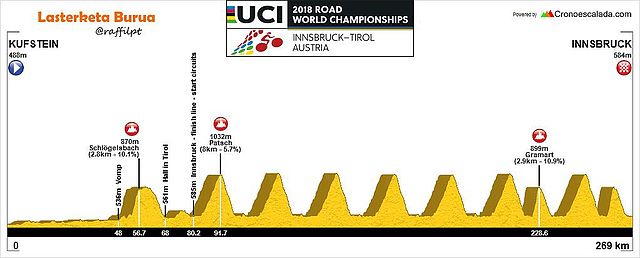 Lasterketa Burua
@raffilpt
UCI
2018 ROAD
WORLD CHAMPIONSHIPS
INNSBRUCK–TIROL
AUSTRIA
Powered by Cronoescalada.com
KUFSTEIN
488m
INNSBRUCK
584m
870m
Schlögelsbach
(2.8km - 10.1%)
1032m
Patsch
(8km - 5.7%)
899m
Gramart
(2.9km - 10.9%)
536m Vomp
561m Hall in Tirol
585m Innsbruck - finish line - start circuits
48
56.7
68
80.2
91.7
228.6
0
269 km